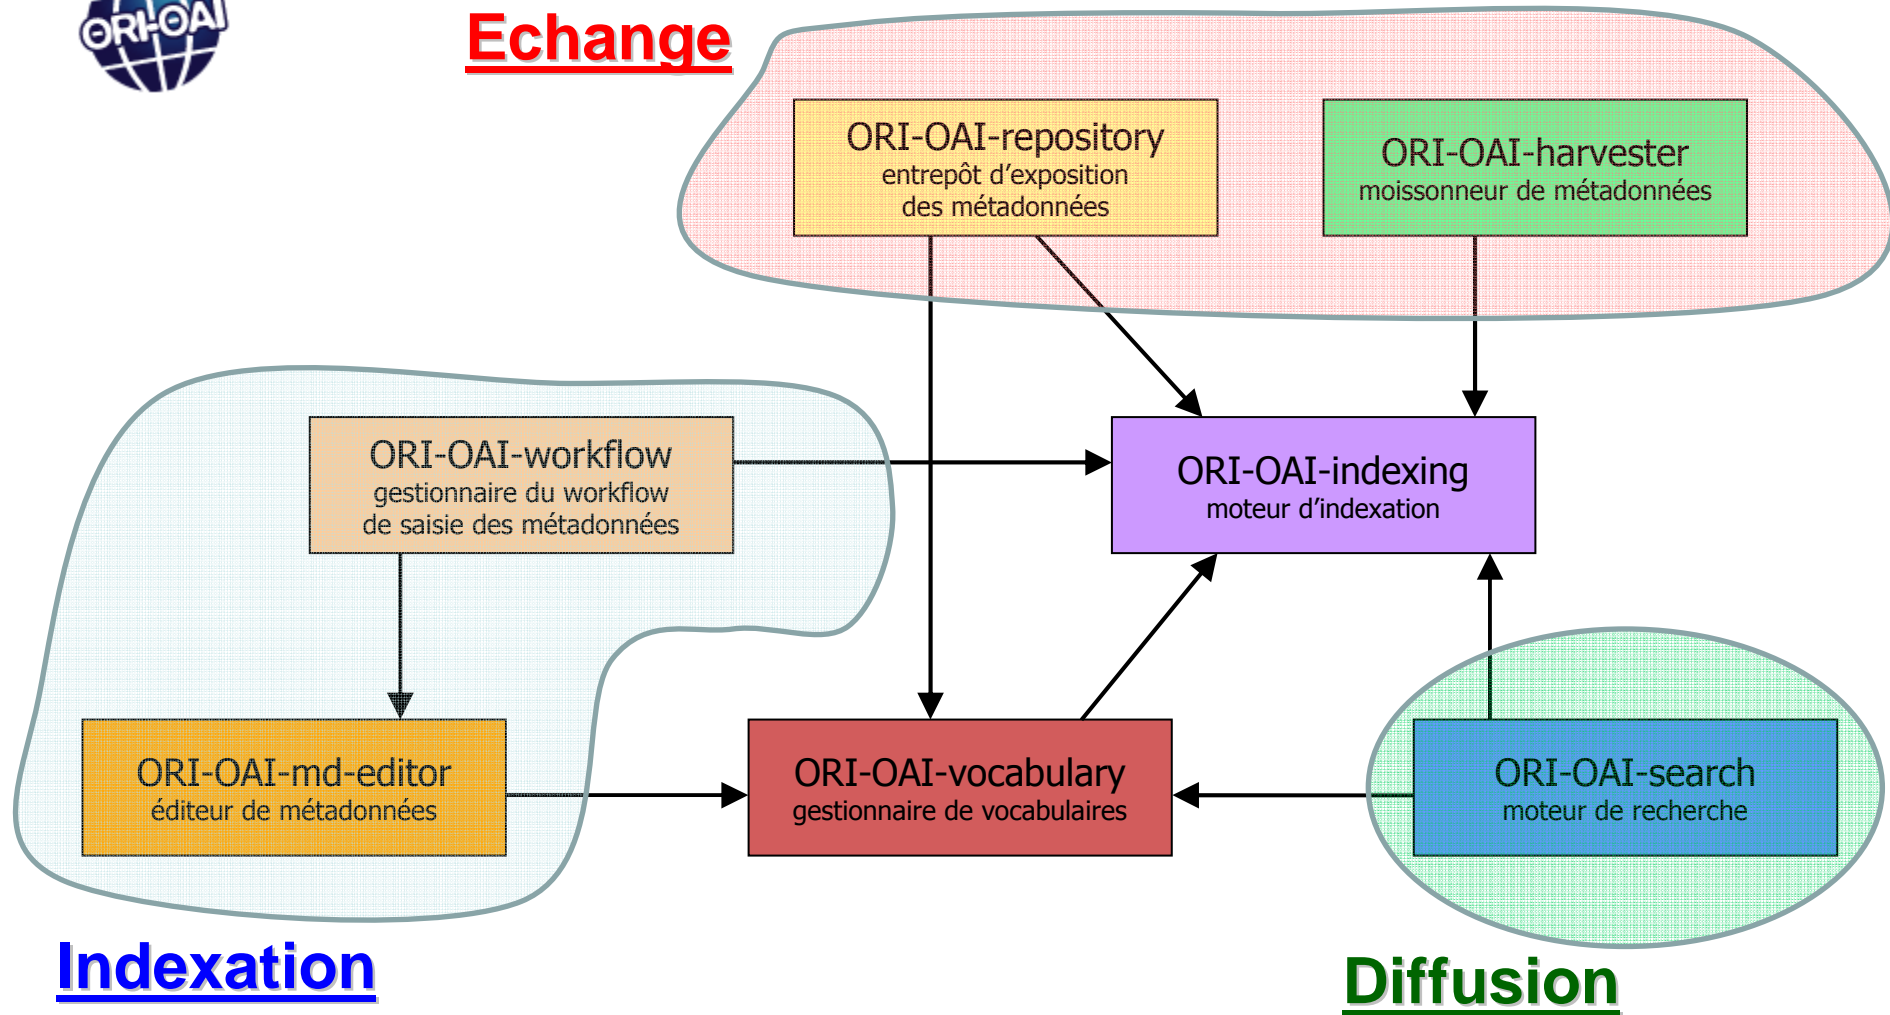 ORI-OAI
Echange
ORI-OAI-repository
entrepôt d’exposition
des métadonnées
ORI-OAI-harvester
moissonneur de métadonnées
ORI-OAI-workflow
gestionnaire du workflow
de saisie des métadonnées
ORI-OAI-indexing
moteur d’indexation
ORI-OAI-md-editor
éditeur de métadonnées
ORI-OAI-vocabulary
gestionnaire de vocabulaires
ORI-OAI-search
moteur de recherche
Indexation
Diffusion